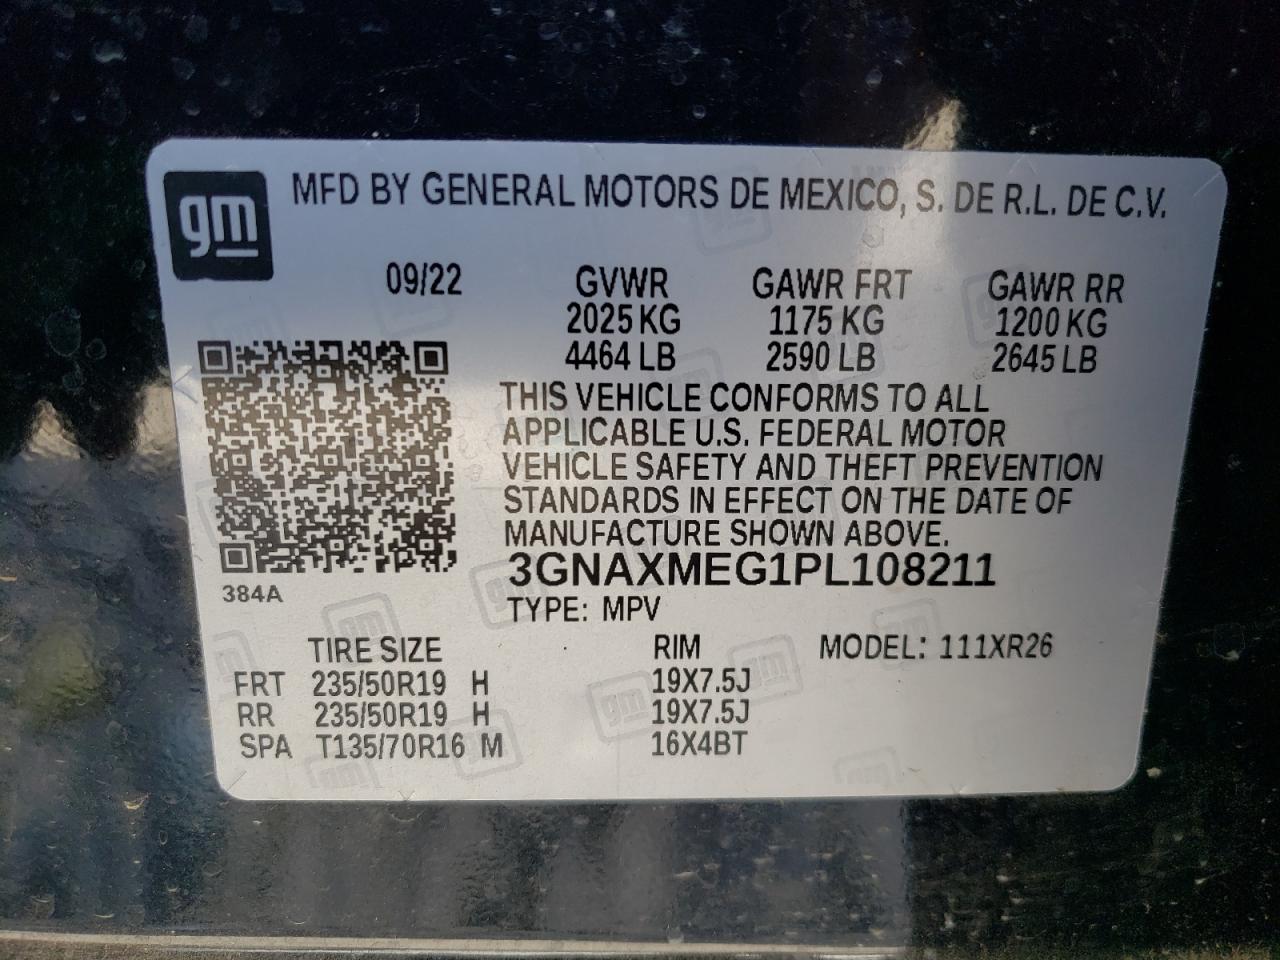 gm MFD BY GENERAL MOTORS DE MEXICO, S. DE R.L. DE C.V.
09/22 GVWR GAWR FRT GAWR RR
2025 KG 1175 KG 1200 KG
4464 LB 2590 LB 2645 LB
THIS VEHICLE CONFORMS TO ALL
APPLICABLE U.S. FEDERAL MOTOR
VEHICLE SAFETY AND THEFT PREVENTION
STANDARDS IN EFFECT ON THE DATE OF
MANUFACTURE SHOWN ABOVE.
3GNAXMEG1PL108211
384A
TYPE: MPV
TIRE SIZE RIM MODEL: 111XR26
FRT 235/50R19 H 19X7.5J
RR 235/50R19 H 19X7.5J
SPA T135/70R16 M 16X4BT